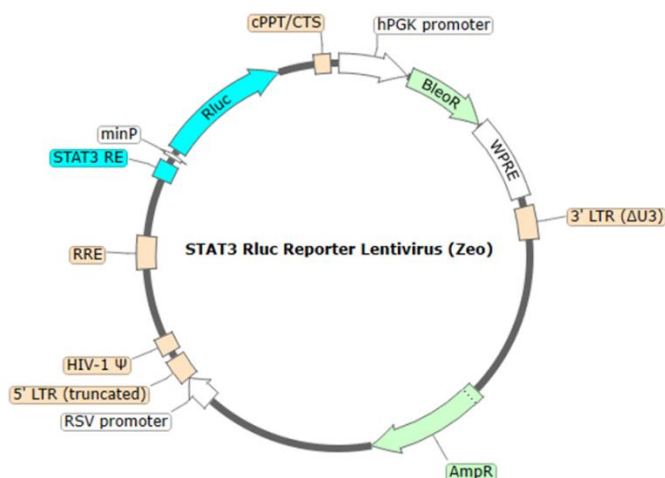 cPPT/CTS
hPGK promoter
Rluc
BleoR
minP
WPRE
STAT3 RE
3' LTR (ΔU3)
STAT3 Rluc Reporter Lentivirus (Zeo)
RRE
HIV-1 Ψ
5' LTR (truncated)
RSV promoter
AmpR